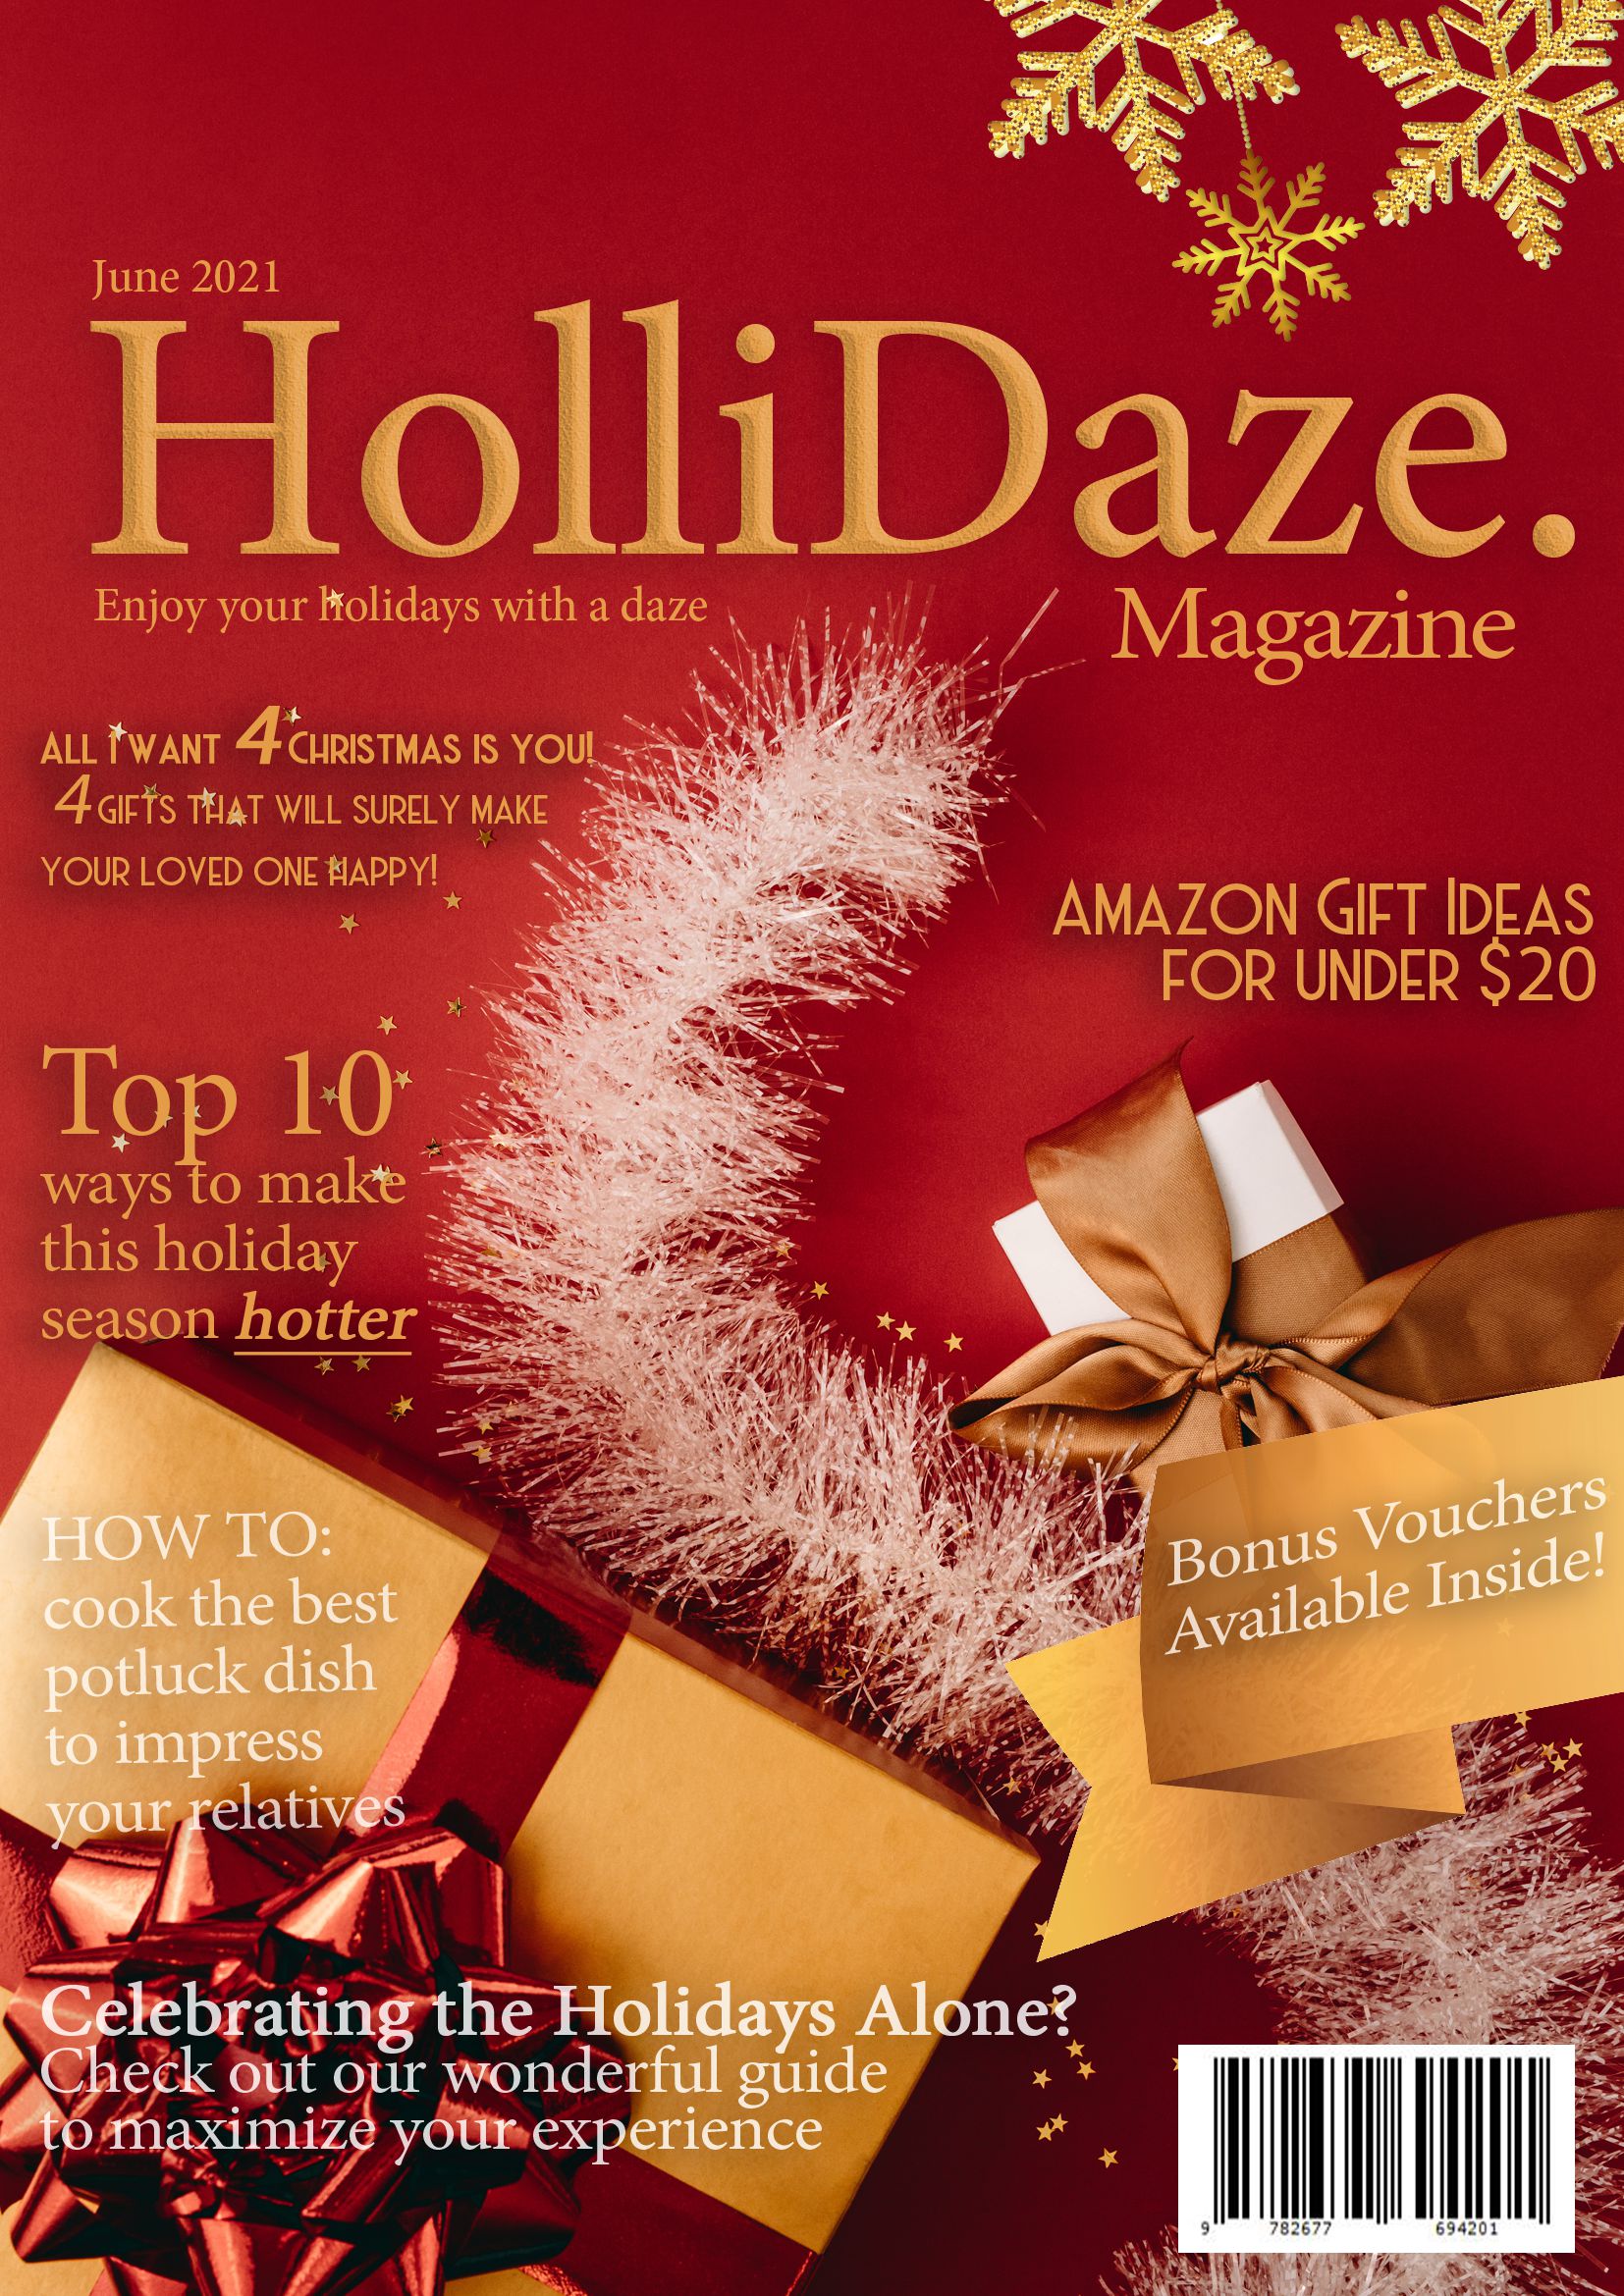 June 2021
HolliDaze.
Enjoy your holidays with a daze
Magazine
ALL I WANT 4 CHRISTMAS IS YOU!
4 GIFTS THAT WILL SURELY MAKE
YOUR LOVED ONE HAPPY!
AMAZON GIFT IDEAS
FOR UNDER $20
Top 10
ways to make
this holiday
season hotter
HOW TO:
cook the best
potluck dish
to impress
your relatives
Bonus Vouchers
Available Inside!
Celebrating the Holidays Alone?
Check out our wonderful guide
to maximize your experience
9 782677 694201